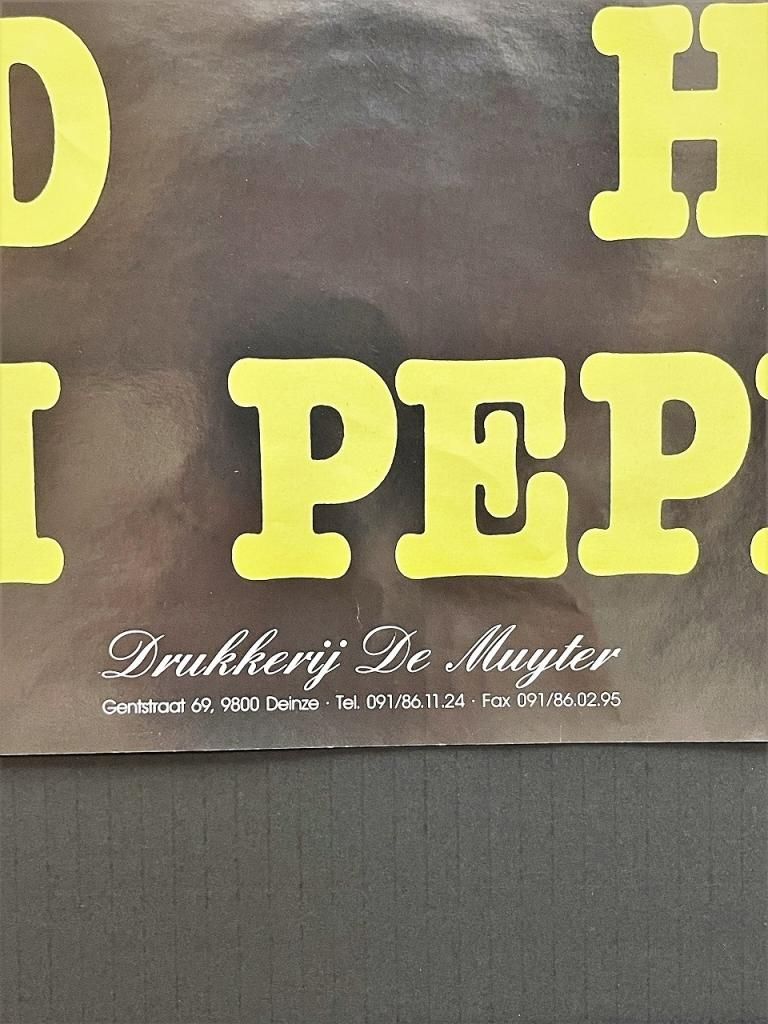 D H
I PEP
Drukkerij De Muyter
Gentstraat 69, 9800 Deinze · Tel. 091/86.11.24 · Fax 091/86.02.95